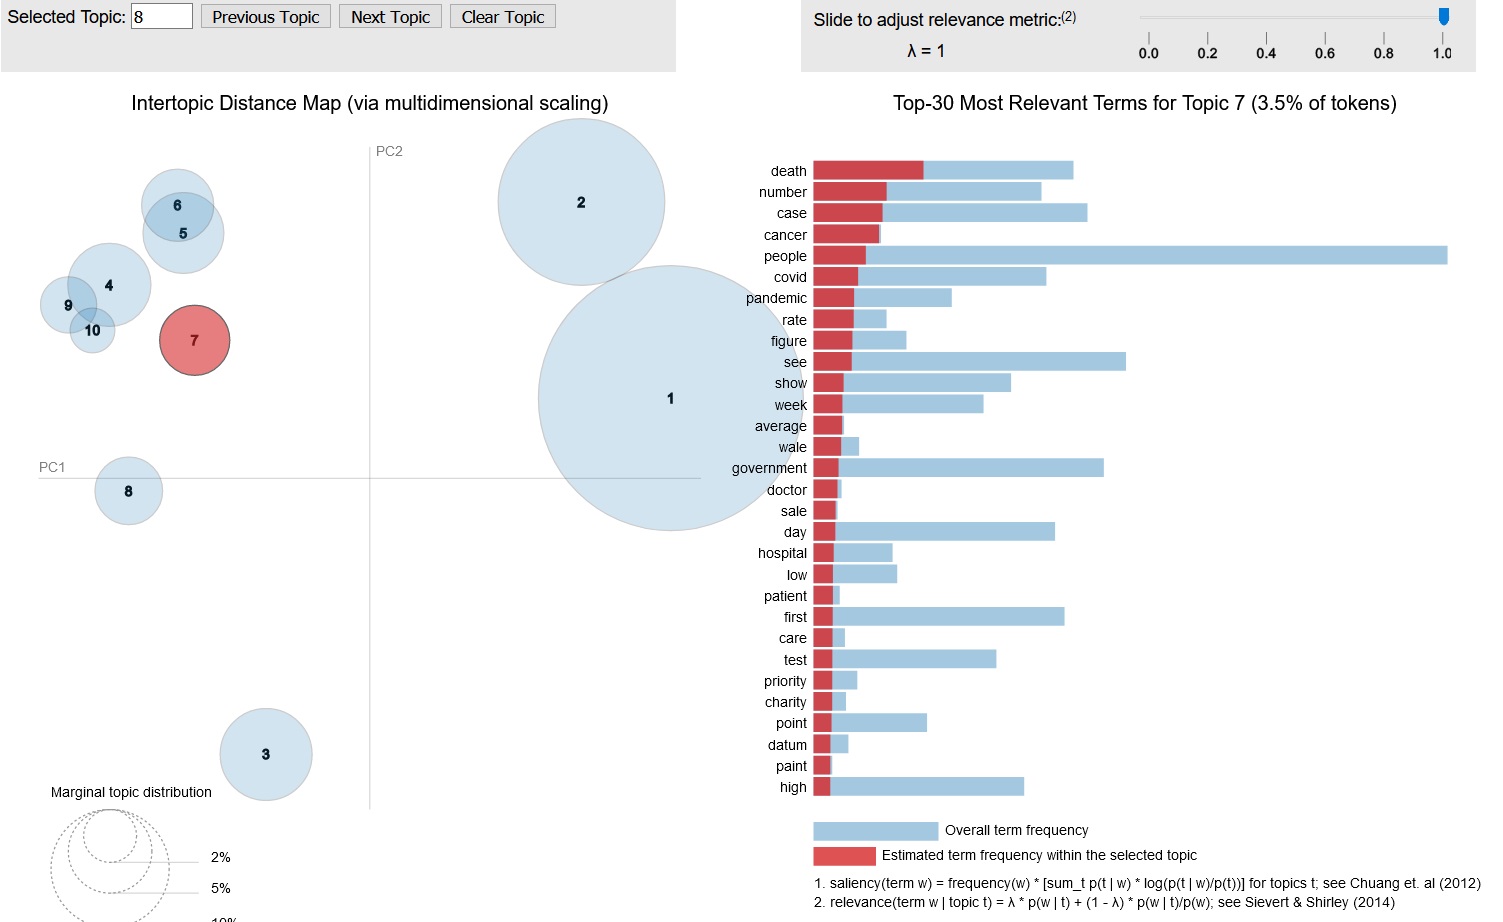 Selected Topic: 8 Previous Topic Next Topic Clear Topic
Slide to adjust relevance metric:(2)
λ = 1
0.0 0.2 0.4 0.6 0.8 1.0
Intertopic Distance Map (via multidimensional scaling)
PC2
PC1
6
5
4
9
10
7
8
3
2
1
Marginal topic distribution
2%
5%
10%
Top-30 Most Relevant Terms for Topic 7 (3.5% of tokens)
death
number
case
cancer
people
covid
pandemic
rate
figure
see
show
week
average
wale
government
doctor
sale
day
hospital
low
patient
first
care
test
priority
charity
point
datum
paint
high
Overall term frequency
Estimated term frequency within the selected topic
1. saliency(term w) = frequency(w) * [sum_t p(t | w) * log(p(t | w)/p(t))] for topics t; see Chuang et. al (2012)
2. relevance(term w | topic t) = λ * p(w | t) + (1 - λ) * p(w | t)/p(w); see Sievert & Shirley (2014)